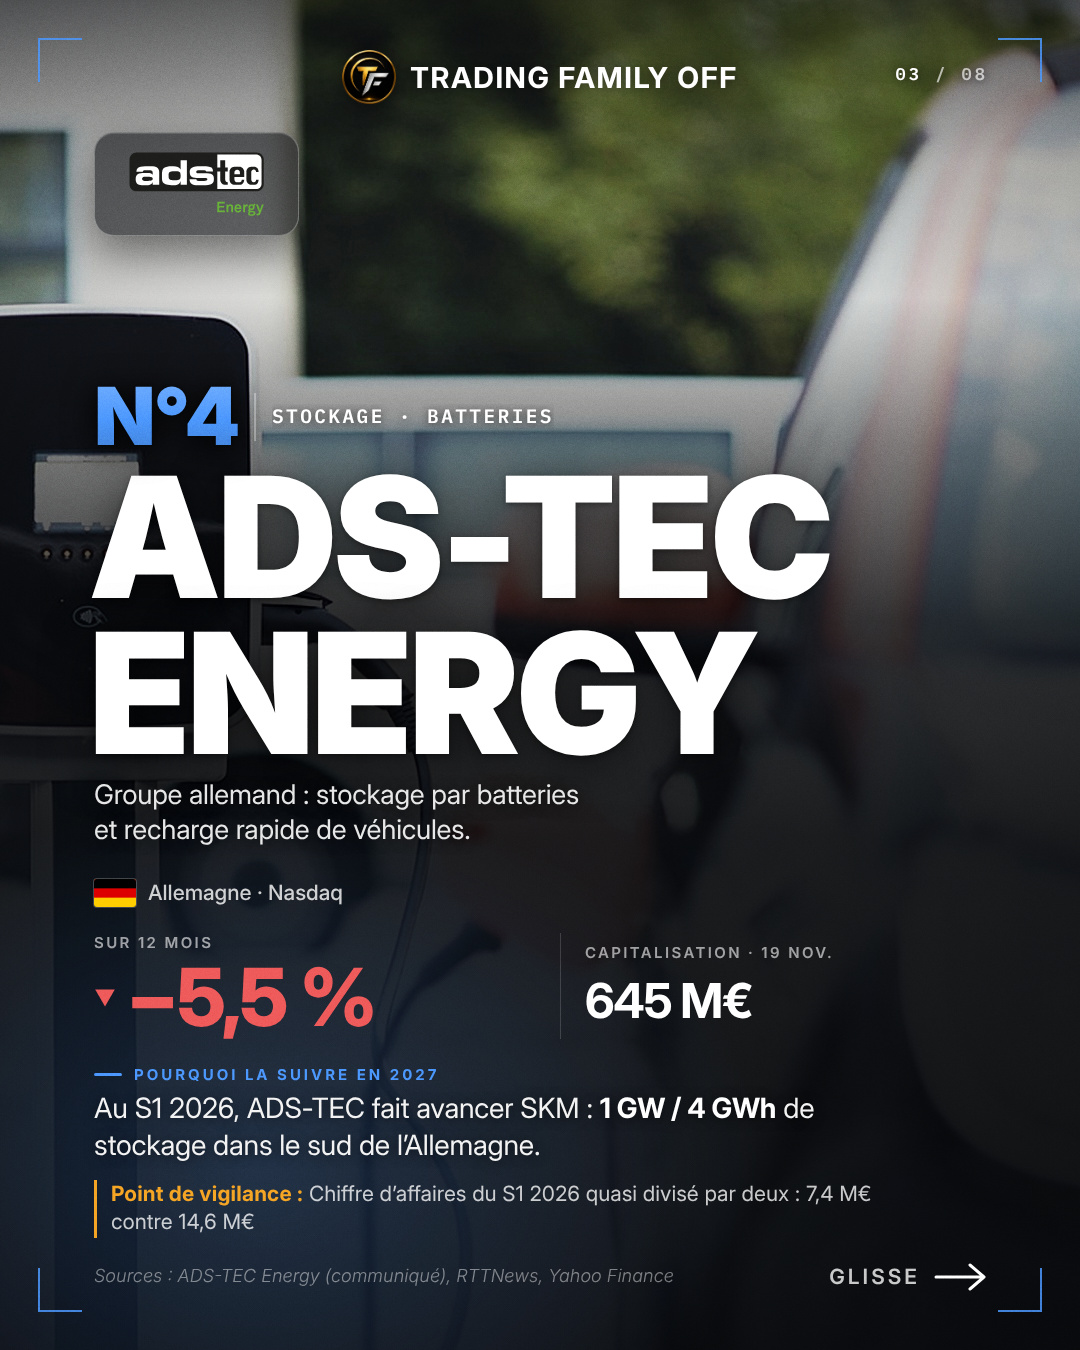 TRADING FAMILY OFF
03 / 08
adstec
Energy
N°4
STOCKAGE · BATTERIES
ADS-TEC
ENERGY
Groupe allemand : stockage par batteries
et recharge rapide de véhicules.
Allemagne · Nasdaq
SUR 12 MOIS
–5,5 %
CAPITALISATION · 19 NOV.
645 M€
POURQUOI LA SUIVRE EN 2027
Au S1 2026, ADS-TEC fait avancer SKM : 1 GW / 4 GWh de
stockage dans le sud de l’Allemagne.
Point de vigilance : Chiffre d’affaires du S1 2026 quasi divisé par deux : 7,4 M€
contre 14,6 M€
Sources : ADS-TEC Energy (communiqué), RTTNews, Yahoo Finance
GLISSE